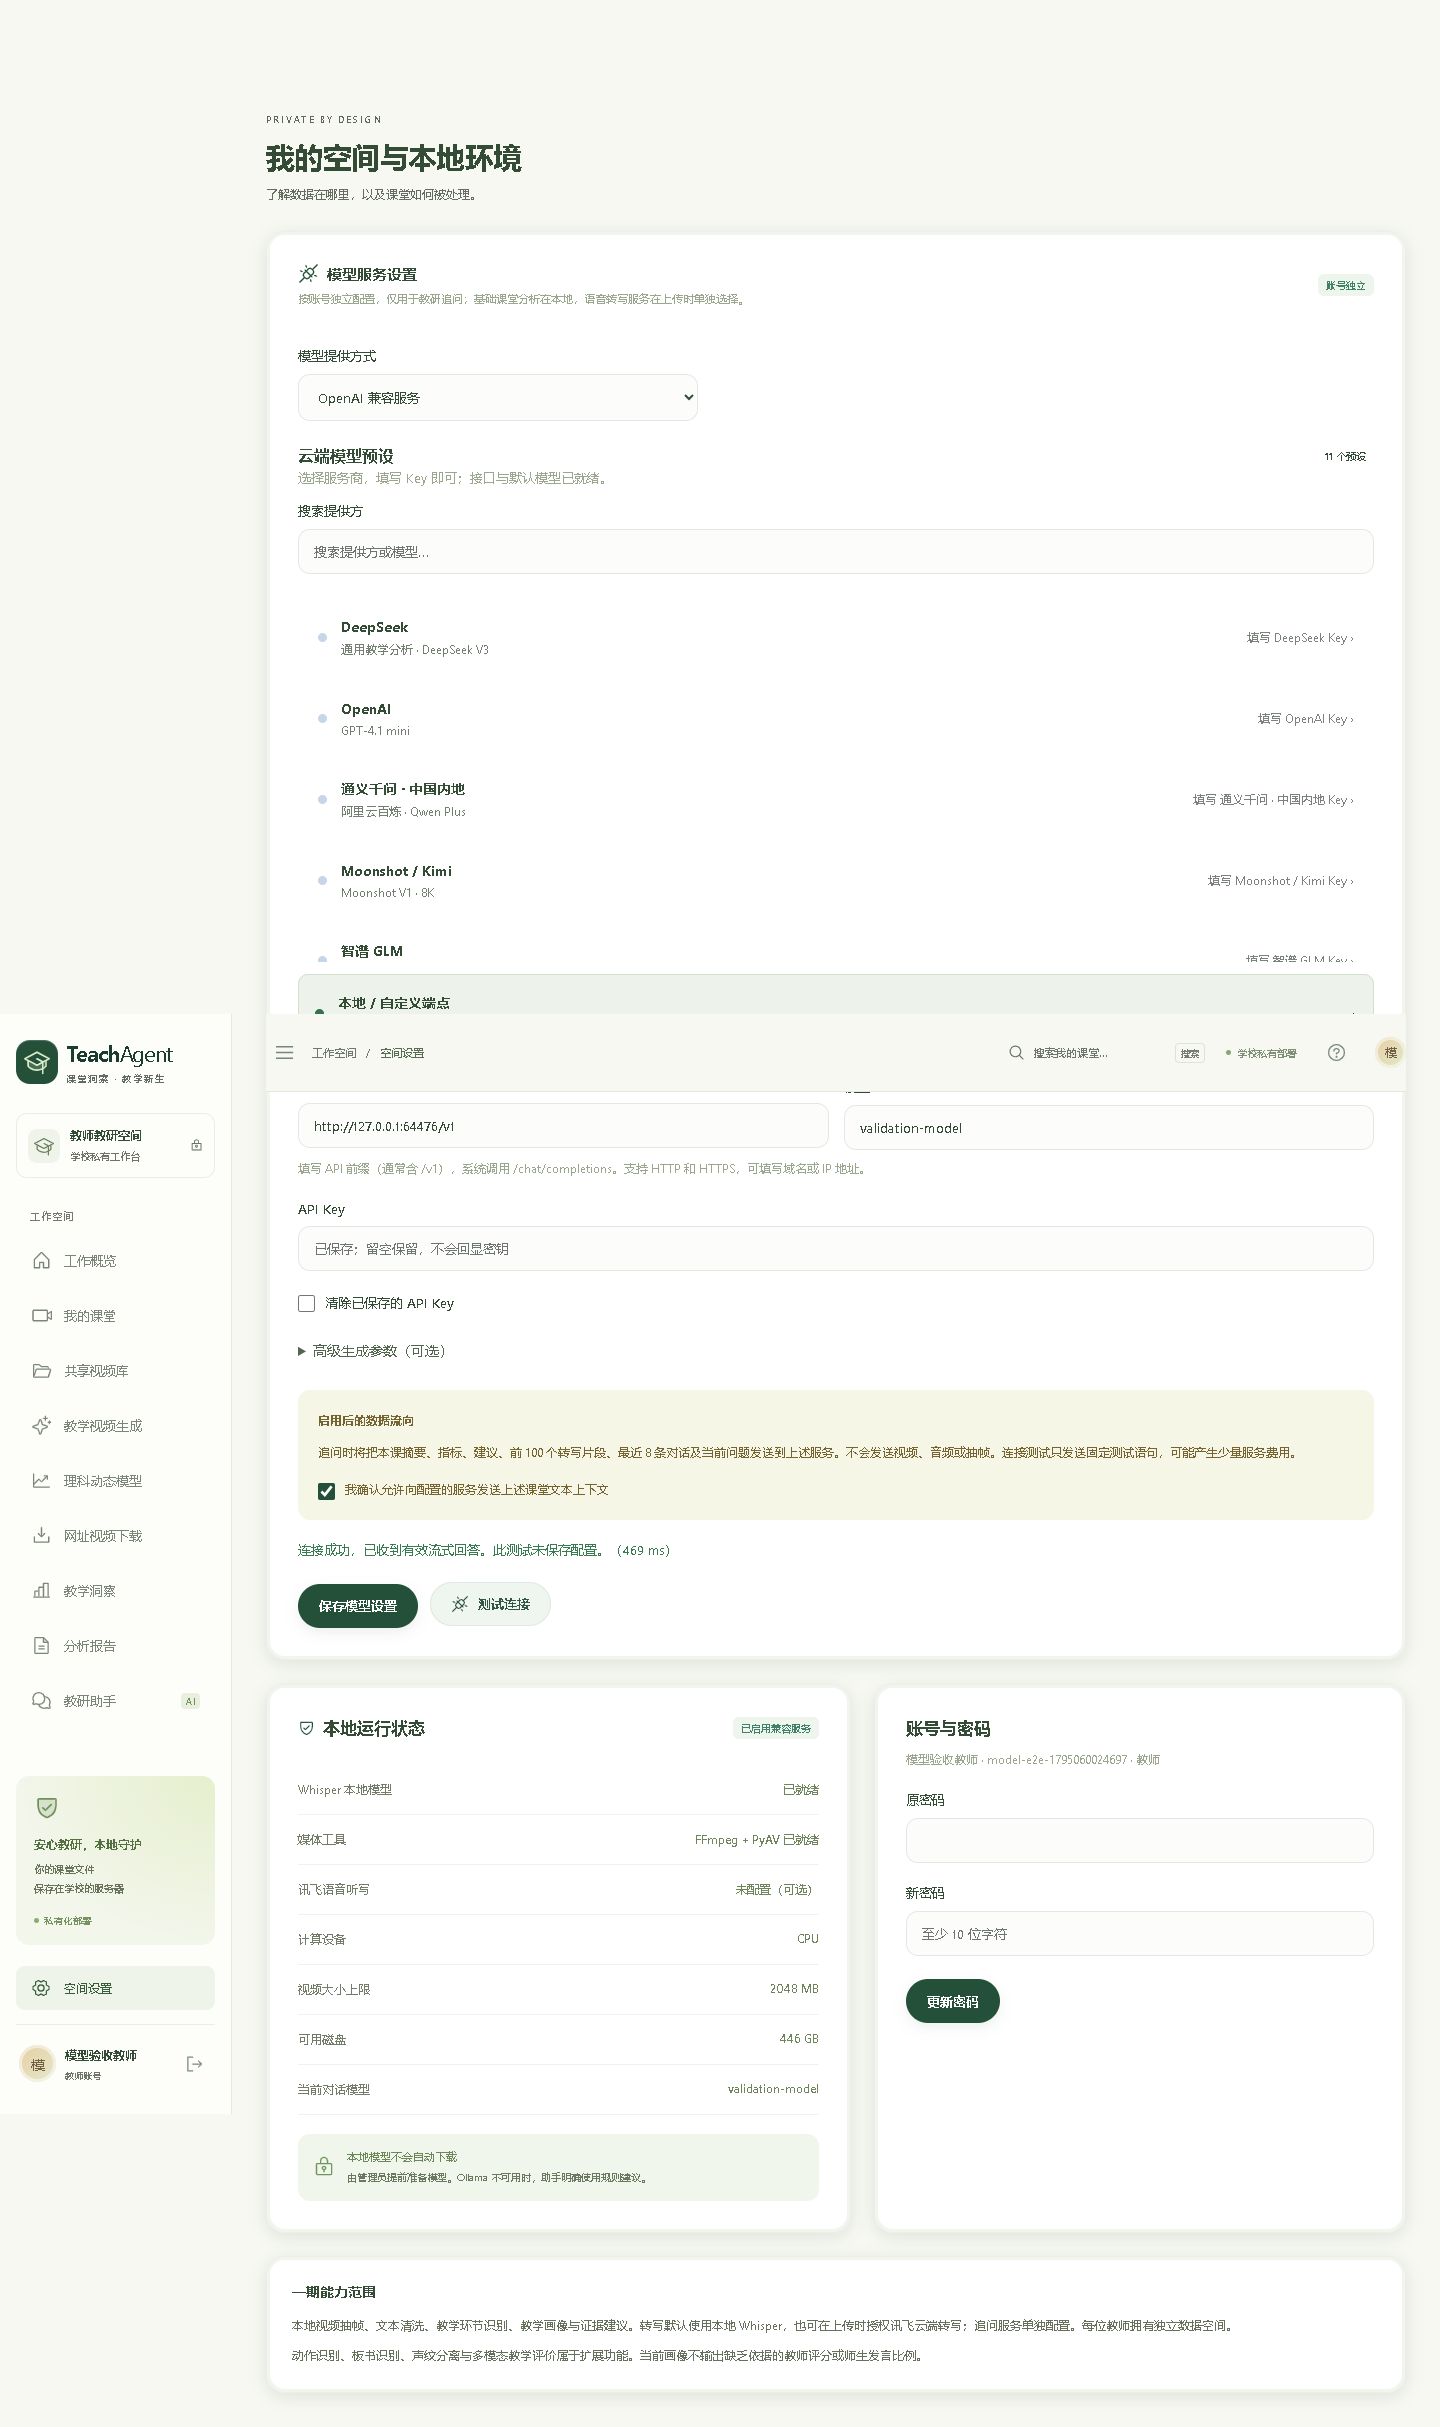 PRIVATE BY DESIGN
我的空间与本地环境
了解数据在哪里，以及课堂如何被处理。
模型服务设置
按账号独立配置，仅用于教研追问；基础课堂分析在本地，语音转写服务在上传时单独选择。
账号独立
模型提供方式
OpenAI 兼容服务
云端模型预设
11 个预设
选择服务商，填写 Key 即可；接口与默认模型已就绪。
搜索提供方
搜索提供方或模型...
DeepSeek
通用教学分析 · DeepSeek V3
填写 DeepSeek Key ›
OpenAI
GPT-4.1 mini
填写 OpenAI Key ›
通义千问 · 中国内地
阿里云百炼 · Qwen Plus
填写 通义千问 · 中国内地 Key ›
Moonshot / Kimi
Moonshot V1 · 8K
填写 Moonshot / Kimi Key ›
智谱 GLM
填写 智谱 GLM Key ›
本地 / 自定义端点
TeachAgent
课堂洞察 · 教学新生
教师教研空间
学校私有工作台
工作空间
工作概览
我的课堂
共享视频库
教学视频生成
理科动态模型
网址视频下载
教学洞察
分析报告
教研助手
AI
安心教研，本地守护
你的课堂文件
保存在学校的服务器
私有化部署
空间设置
模型验收教师
教师账号
工作空间 / 空间设置
搜索我的课堂...
搜索
学校私有部署
模
http://127.0.0.1:64476/v1
validation-model
填写 API 前缀（通常含 /v1），系统调用 /chat/completions。支持 HTTP 和 HTTPS，可填写域名或 IP 地址。
API Key
已保存；留空保留，不会回显密钥
清除已保存的 API Key
高级生成参数（可选）
启用后的数据流向
追问时将把本课摘要、指标、建议、前 100 个转写片段、最近 8 条对话及当前问题发送到上述服务。不会发送视频、音频或抽帧。连接测试只发送固定测试语句，可能产生少量服务费用。
我确认允许向配置的服务发送上述课堂文本上下文
连接成功，已收到有效流式回答。此测试未保存配置。（469 ms）
保存模型设置
测试连接
本地运行状态
已启用兼容服务
Whisper 本地模型
已就绪
媒体工具
FFmpeg + PyAV 已就绪
讯飞语音听写
未配置（可选）
计算设备
CPU
视频大小上限
2048 MB
可用磁盘
446 GB
当前对话模型
validation-model
本地模型不会自动下载
由管理员提前准备模型。Ollama 不可用时，助手明确使用规则建议。
账号与密码
模型验收教师 · model-e2e-1795060024697 · 教师
原密码
新密码
至少 10 位字符
更新密码
模
一期能力范围
本地视频抽帧、文本清洗、教学环节识别、教学画像与证据建议。转写默认使用本地 Whisper，也可在上传时授权讯飞云端转写；追问服务单独配置。每位教师拥有独立数据空间。
动作识别、板书识别、声纹分离与多模态教学评价属于扩展功能。当前画像不输出缺乏依据的教师评分或师生发言比例。